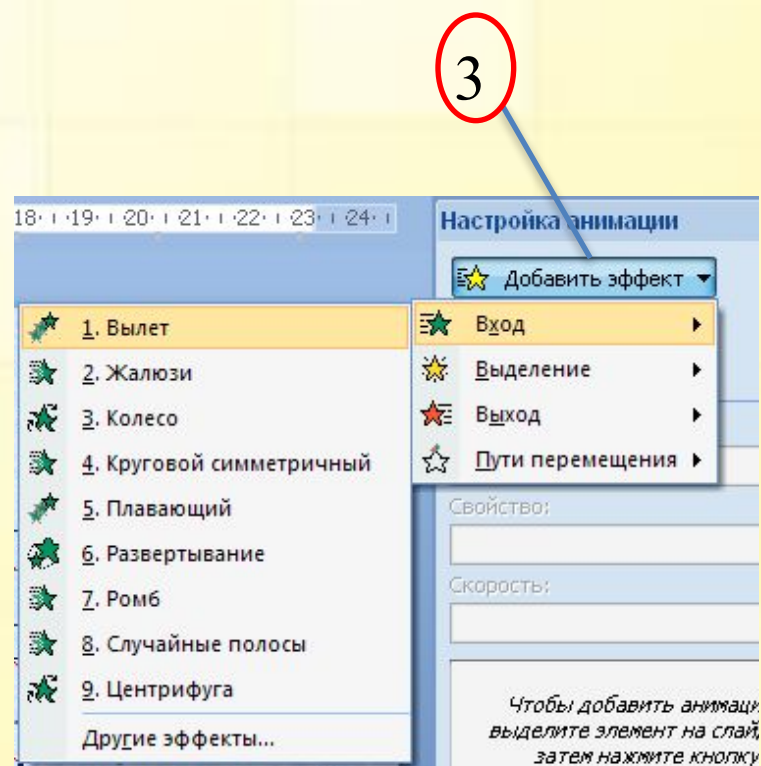 3
18 19 20 21 22 23 24
Настройка анимации
Добавить эффект
Вход
Выделение
Выход
Пути перемещения
1. Вылет
2. Жалюзи
3. Колесо
4. Круговой симметричный
5. Плавающий
6. Развертывание
7. Ромб
8. Случайные полосы
9. Центрифуга
Другие эффекты...
Свойство:
Скорость:
Чтобы добавить анимаци
выделите элемент на слай
затем нажмите кнопку